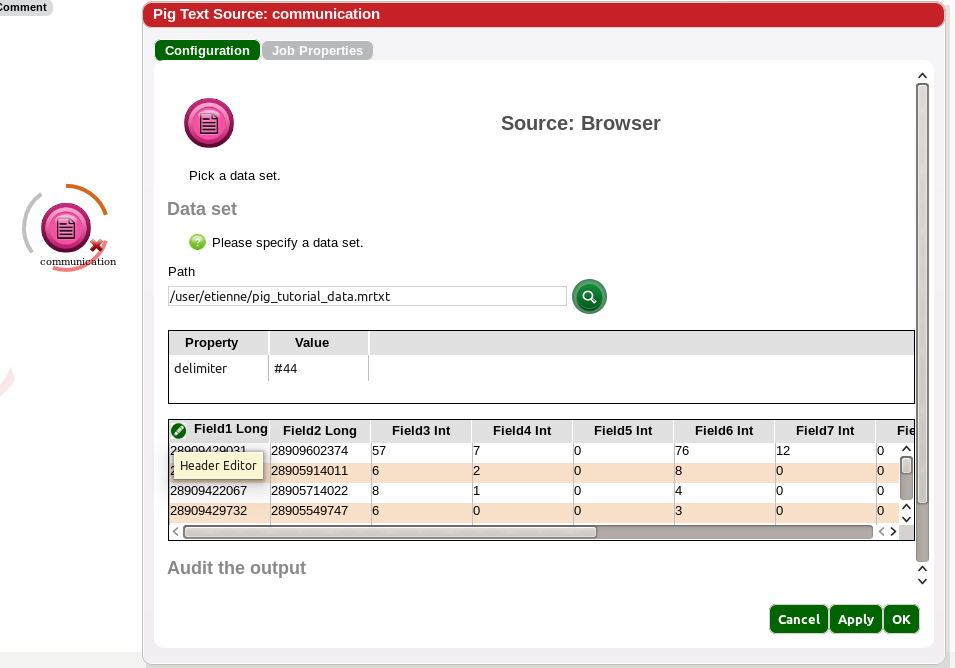 Comment
Pig Text Source: communication
Configuration Job Properties
Source: Browser
Pick a data set.
Data set
Please specify a data set.
communication
Path
/user/etienne/pig_tutorial_data.mrtxt
Property Value
delimiter #44
Field1 Long Field2 Long Field3 Int Field4 Int Field5 Int Field6 Int Field7 Int Fie
28909429031 28909602374 57 7 0 76 12 0
28905914011 6 2 0 8 0 0
Header Editor
28909422067 28905714022 8 1 0 4 0 0
28909429732 28905549747 6 0 0 3 0 0
Audit the output
Cancel Apply OK